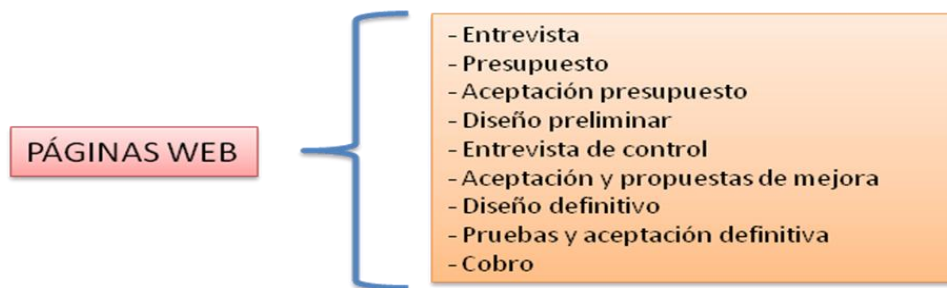 PÁGINAS WEB
- Entrevista
- Presupuesto
- Aceptación presupuesto
- Diseño preliminar
- Entrevista de control
- Aceptación y propuestas de mejora
- Diseño definitivo
- Pruebas y aceptación definitiva
- Cobro